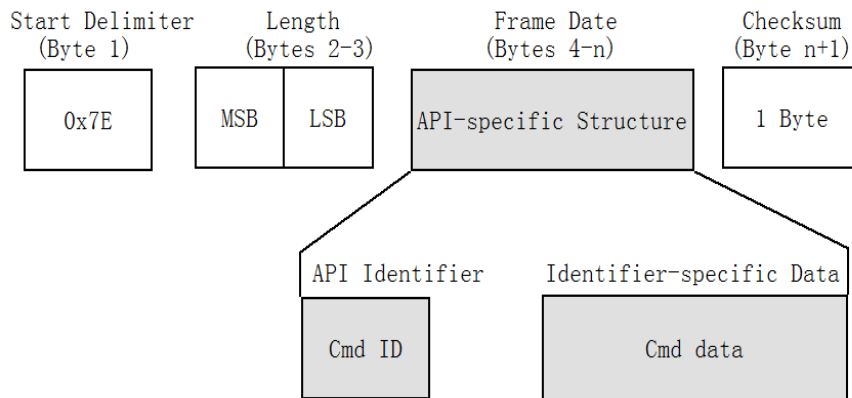 Start Delimiter
(Byte 1)
Length
(Bytes 2-3)
Frame Date
(Bytes 4-n)
Checksum
(Byte n+1)
0x7E
MSB
LSB
API-specific Structure
1 Byte
API Identifier
Identifier-specific Data
Cmd ID
Cmd data